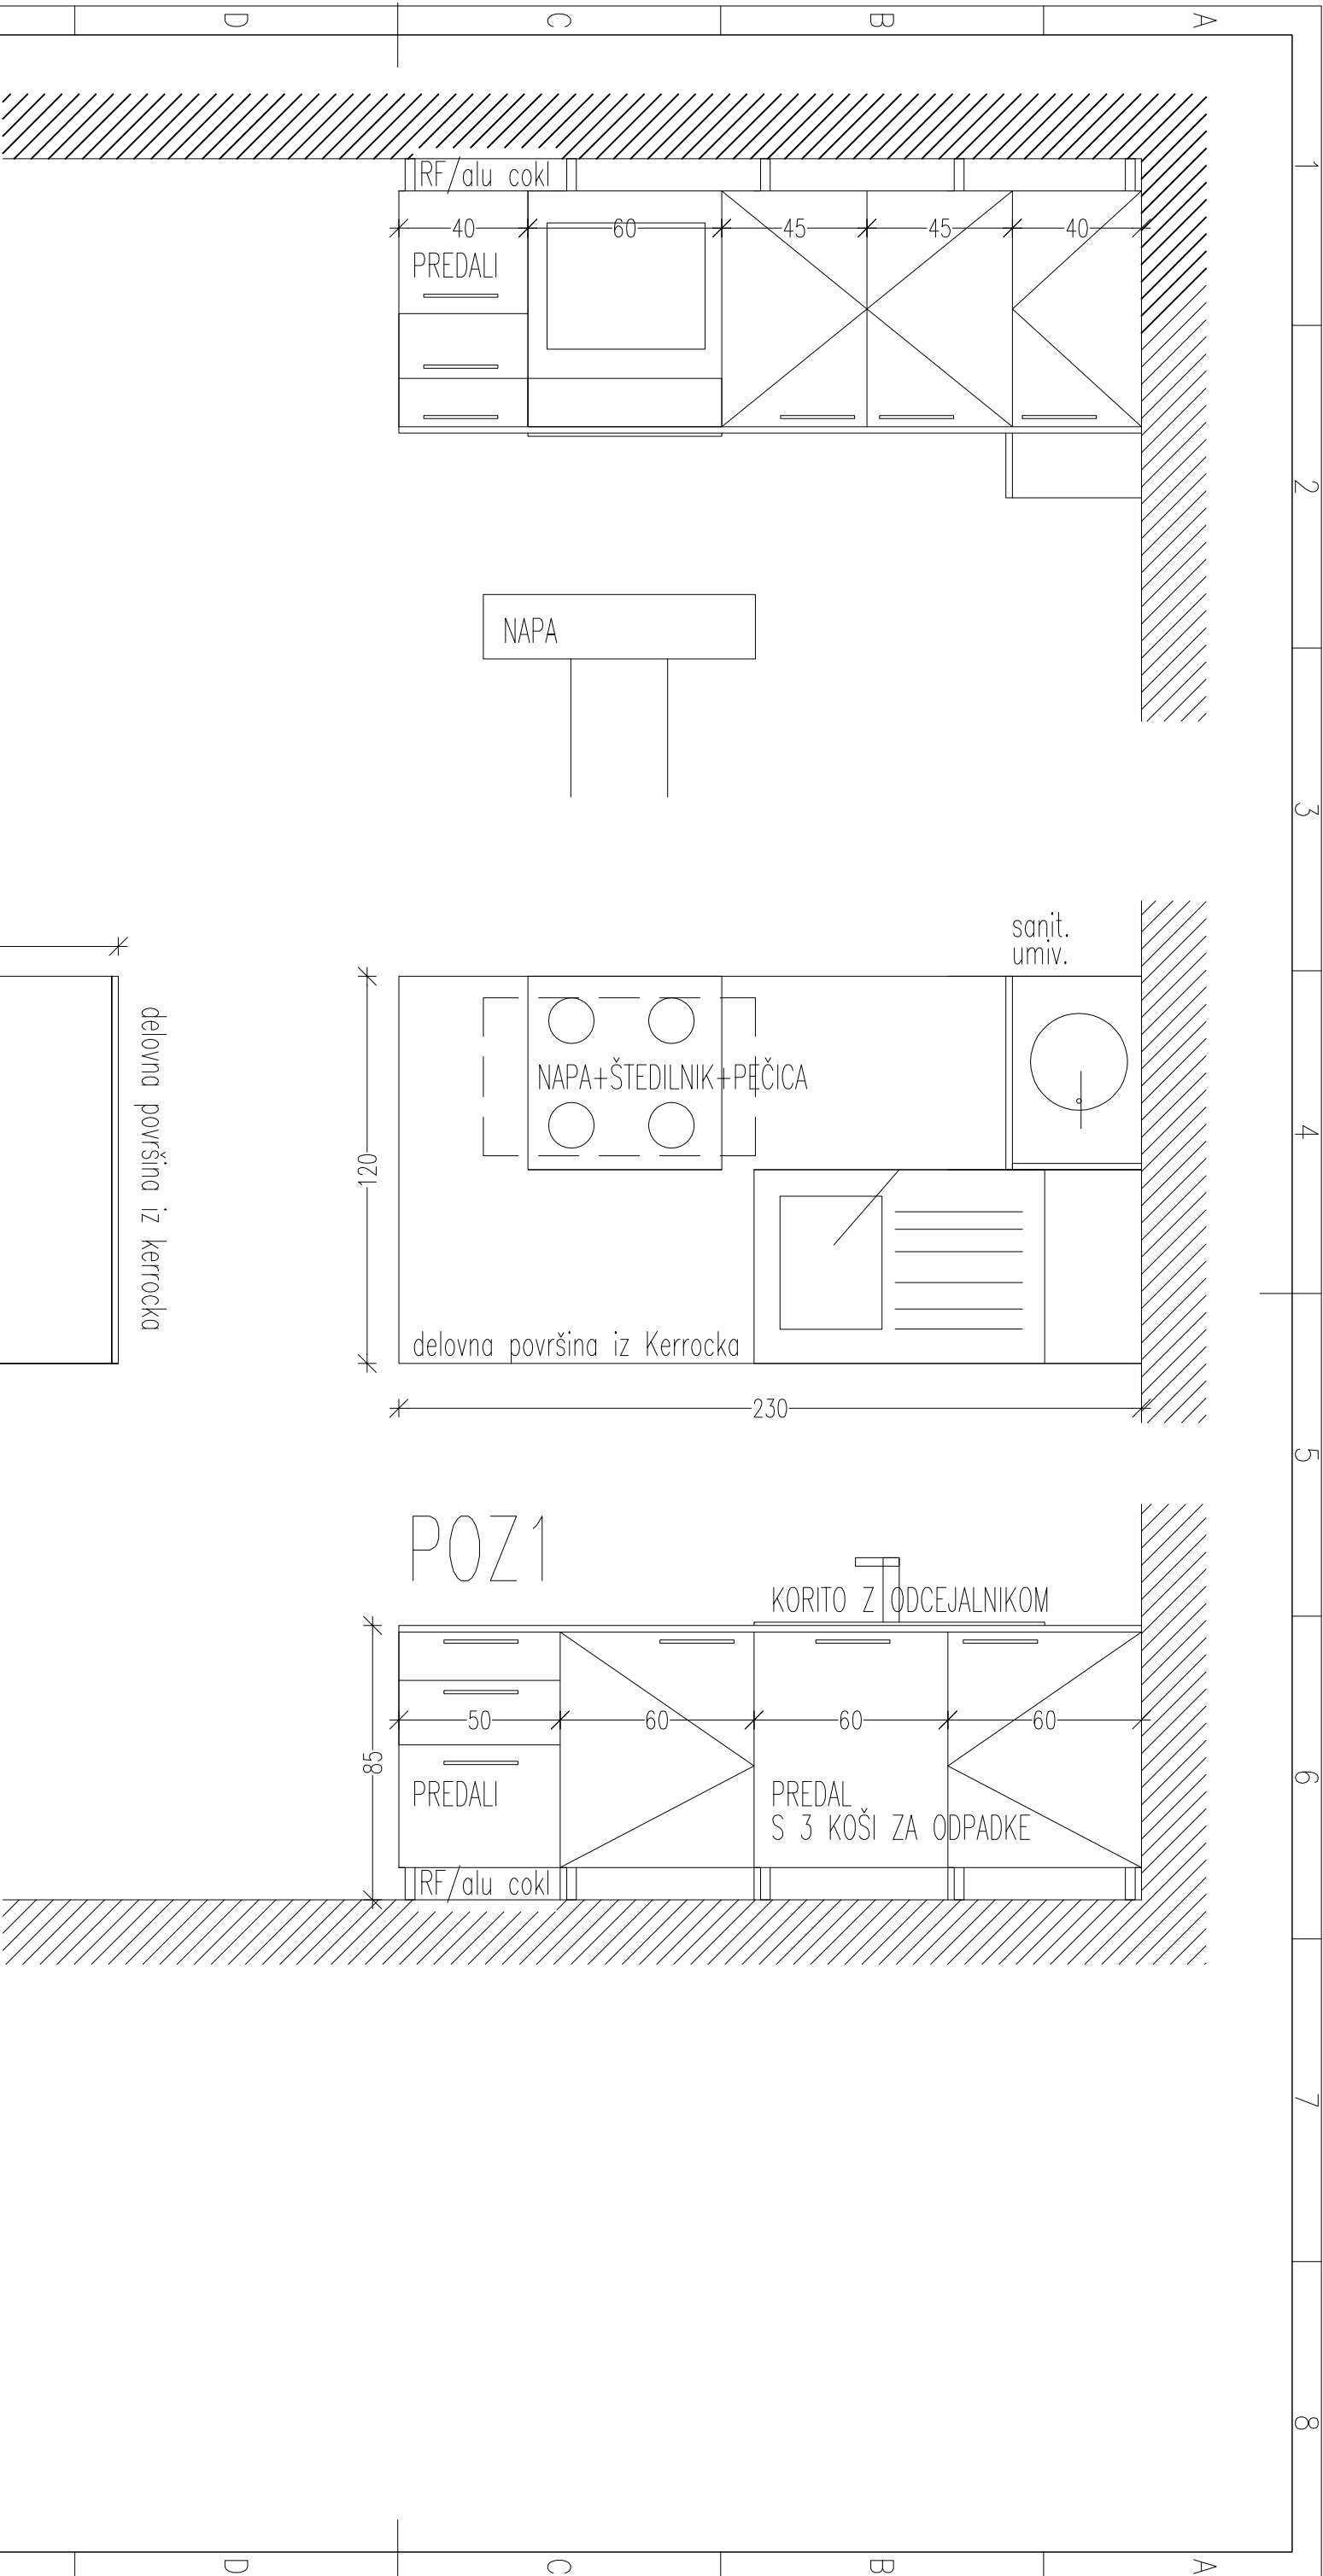 D
C
B
A
1
RF/alu cokl
40
60
45
45
40
PREDALI
2
NAPA
3
sanit.
umiv.
delovna površina iz kerrocka
NAPA+ŠTEDILNIK+PEČICA
4
120
delovna površina iz Kerrocka
230
5
POZ1
KORITO Z ODCEJALNIKOM
50
60
60
60
85
6
PREDALI
PREDAL
S 3 KOŠI ZA ODPADKE
RF/alu cokl
7
8
D
C
B
A